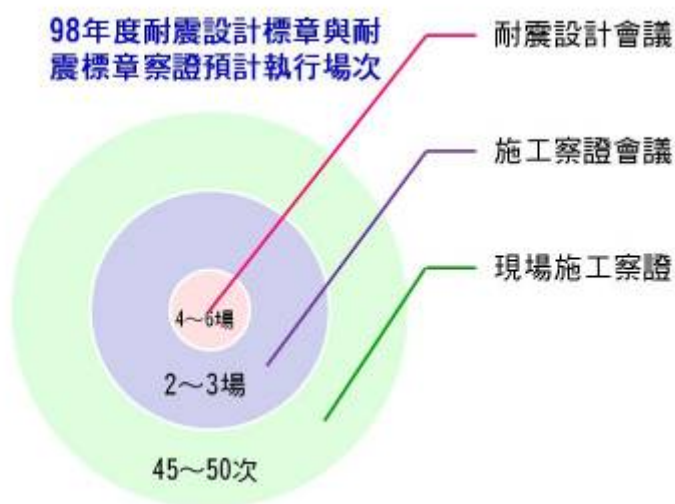 98年度耐震設計標章與耐
震標章察證預計執行場次
耐震設計會議
施工察證會議
現場施工察證
4～6場
2～3場
45～50次